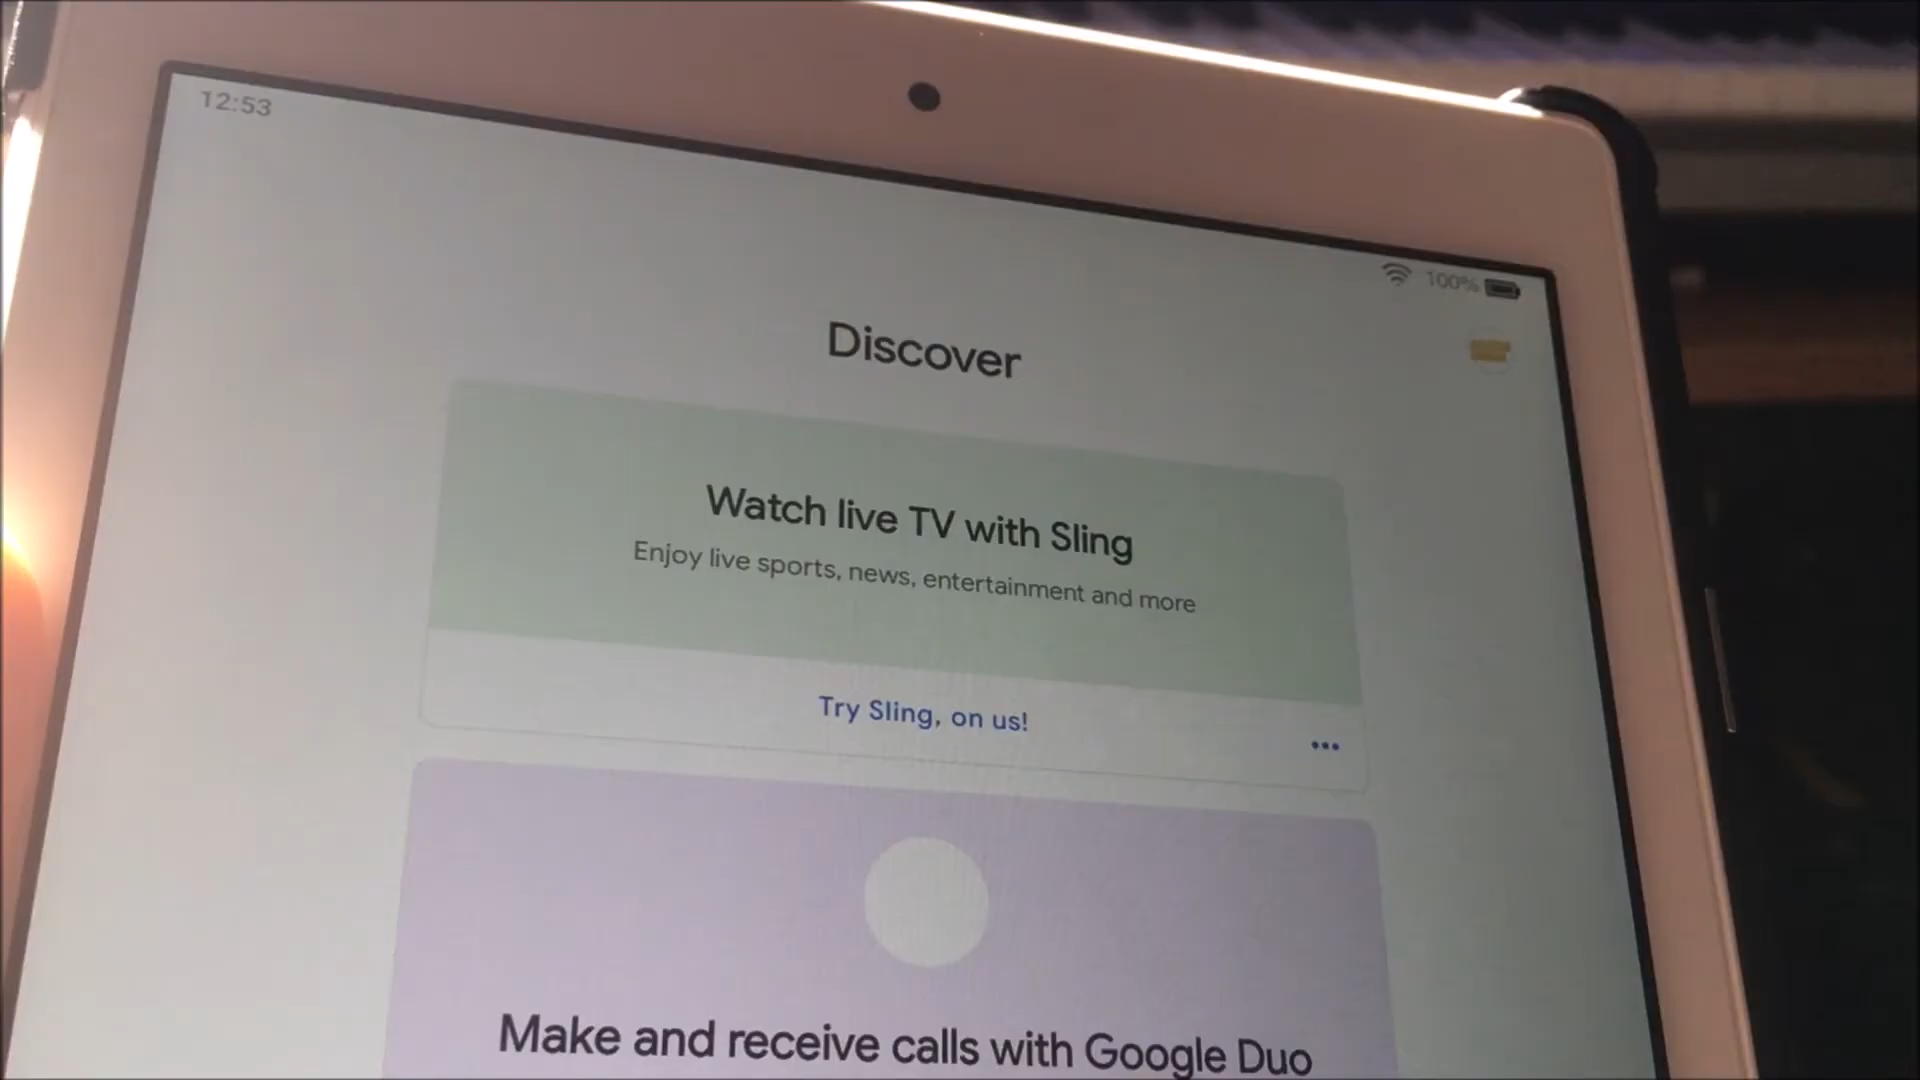 12:53
100%
Discover
Watch live TV with Sling
Enjoy live sports, news, entertainment and more
Try Sling, on us!
Make and receive calls with Google Duo